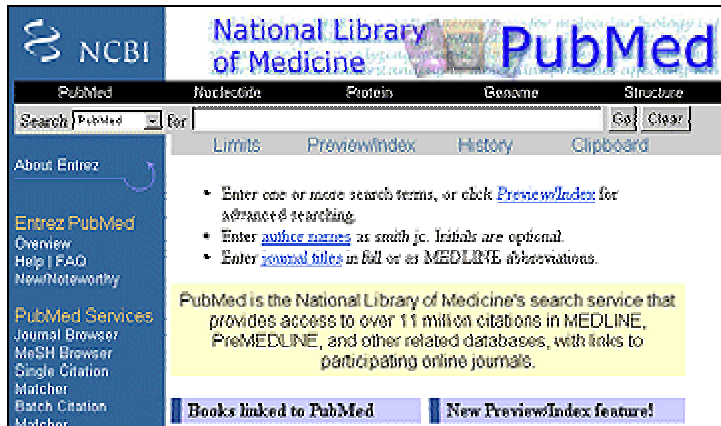 NCBI
National Library
of Medicine
PubMed
PubMed Nucleotide Protein Genome Structure
Search PubMed for Go Clear
Limits Preview/Index History Clipboard
About Entrez
Entrez PubMed
Overview
Help | FAQ
New/Noteworthy
PubMed Services
Journal Browser
MeSH Browser
Single Citation
Matcher
Batch Citation
Matcher
• Enter one or more search terms, or click Preview/Index for
advanced searching.
• Enter author names as smith jc. Initials are optional.
• Enter journal titles in full or as MEDLINE abbreviations.
PubMed is the National Library of Medicine's search service that
provides access to over 11 million citations in MEDLINE,
PreMEDLINE, and other related databases, with links to
participating online journals.
Books linked to PubMed
New Preview/Index feature!